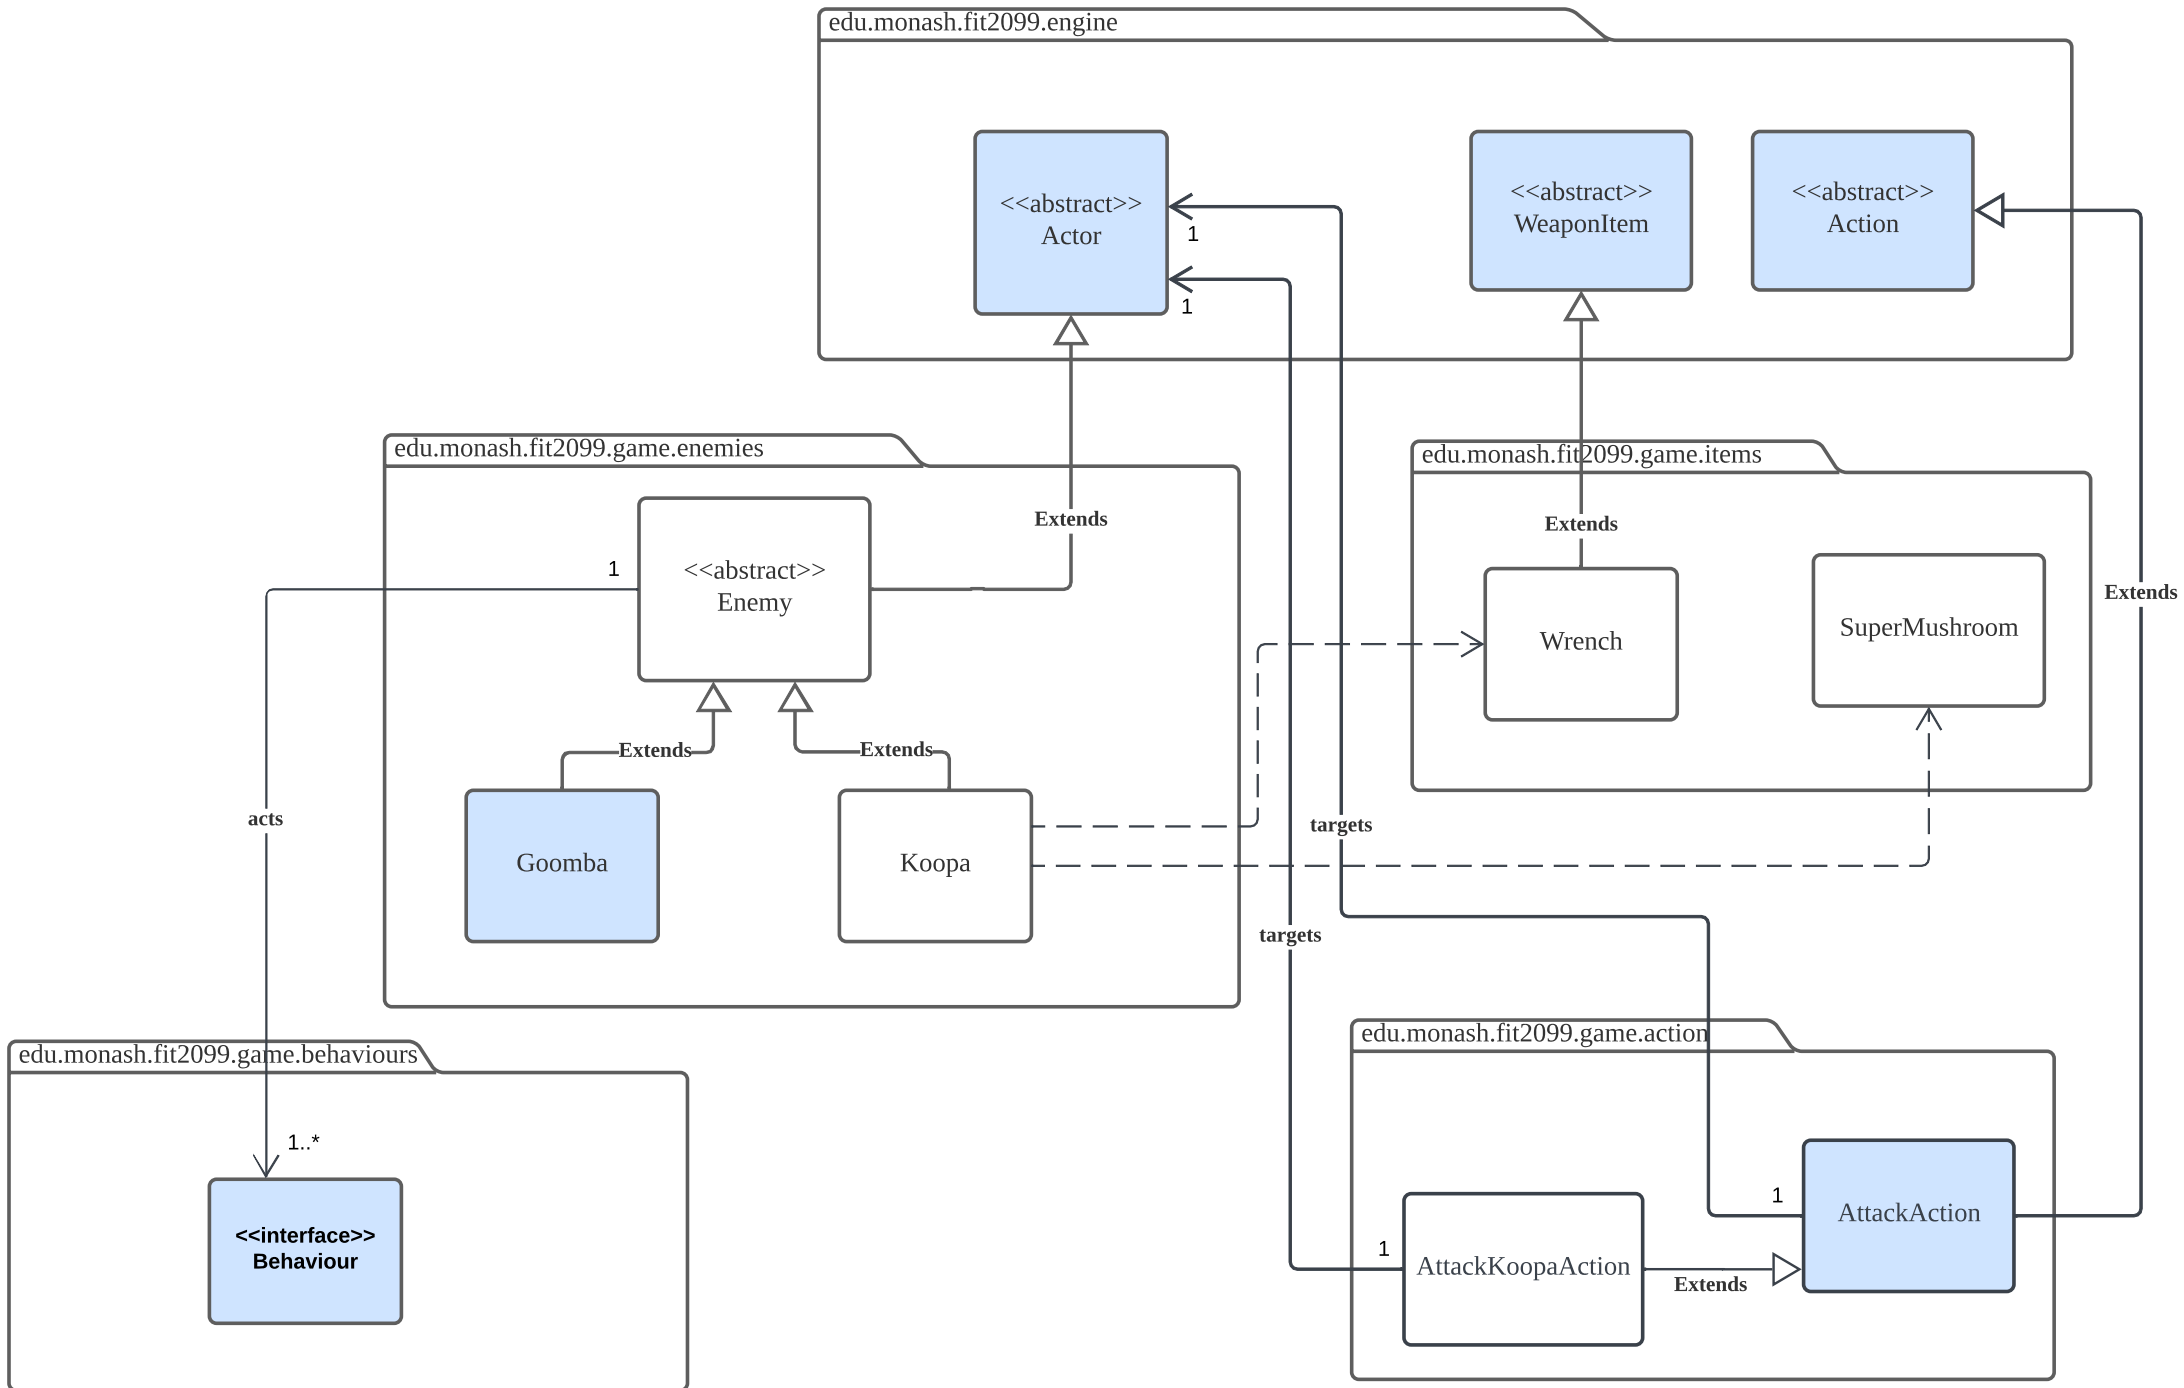 edu.monash.fit2099.engine
<<abstract>>
Actor
<<abstract>>
WeaponItem
<<abstract>>
Action
1
1
edu.monash.fit2099.game.enemies
edu.monash.fit2099.game.items
Extends
Extends
<<abstract>>
Enemy
1
Extends
Wrench
SuperMushroom
Extends
Extends
acts
targets
Goomba
Koopa
targets
edu.monash.fit2099.game.behaviours
edu.monash.fit2099.game.action
1..*
1
AttackAction
<<interface>>
Behaviour
1
AttackKoopaAction
Extends